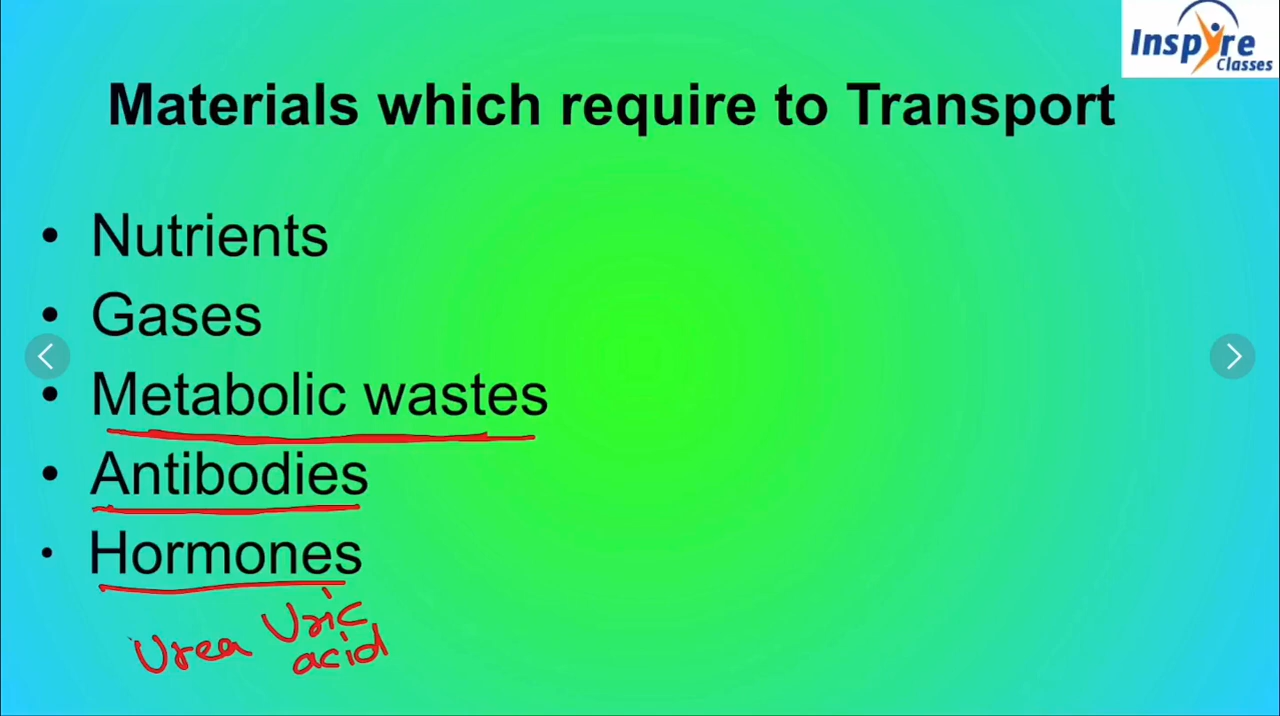 Inspyre
Classes
Materials which require to Transport
• Nutrients
• Gases
• Metabolic wastes
• Antibodies
• Hormones
Urea Uric
acid